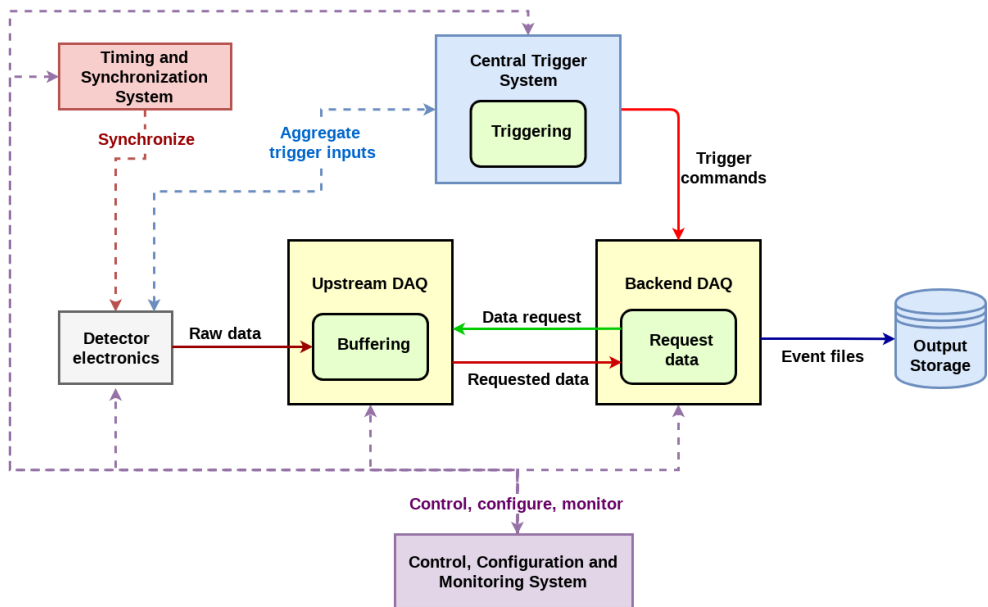 Timing and
Synchronization
System
Central Trigger
System
Triggering
Synchronize
Aggregate
trigger inputs
Trigger
commands
Upstream DAQ
Buffering
Backend DAQ
Request
data
Detector
electronics
Raw data
Data request
Requested data
Event files
Output
Storage
Control, configure, monitor
Control, Configuration and
Monitoring System